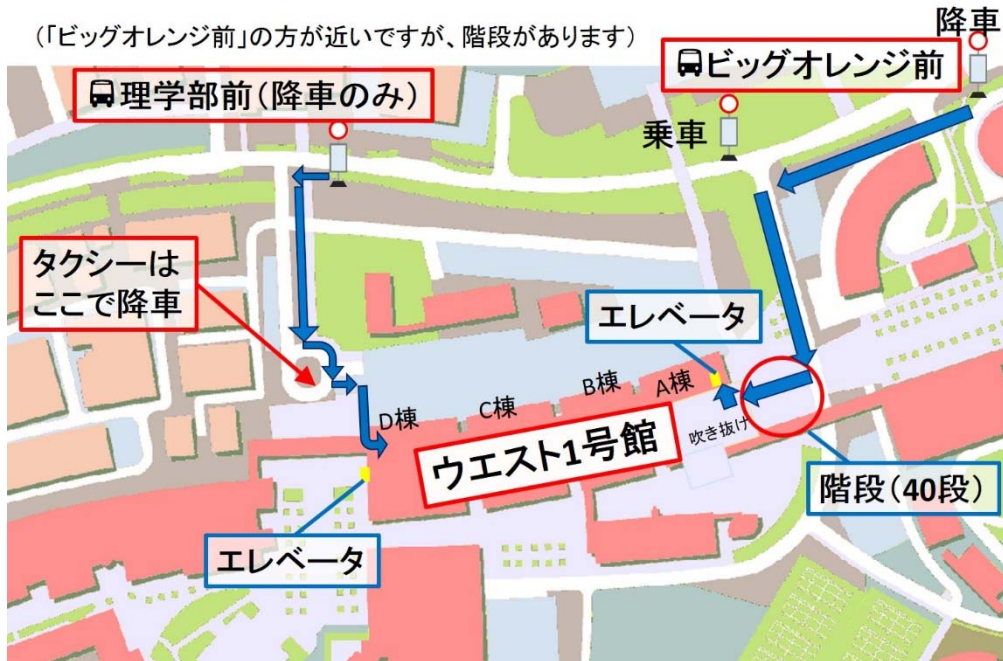 （「ビッグオレンジ前」の方が近いですが、階段があります）
降車
ビッグオレンジ前
理学部前（降車のみ）
乗車
タクシーは
ここで降車
エレベータ
A棟
B棟
C棟
D棟
ウエスト1号館
吹き抜け
階段（40段）
エレベータ